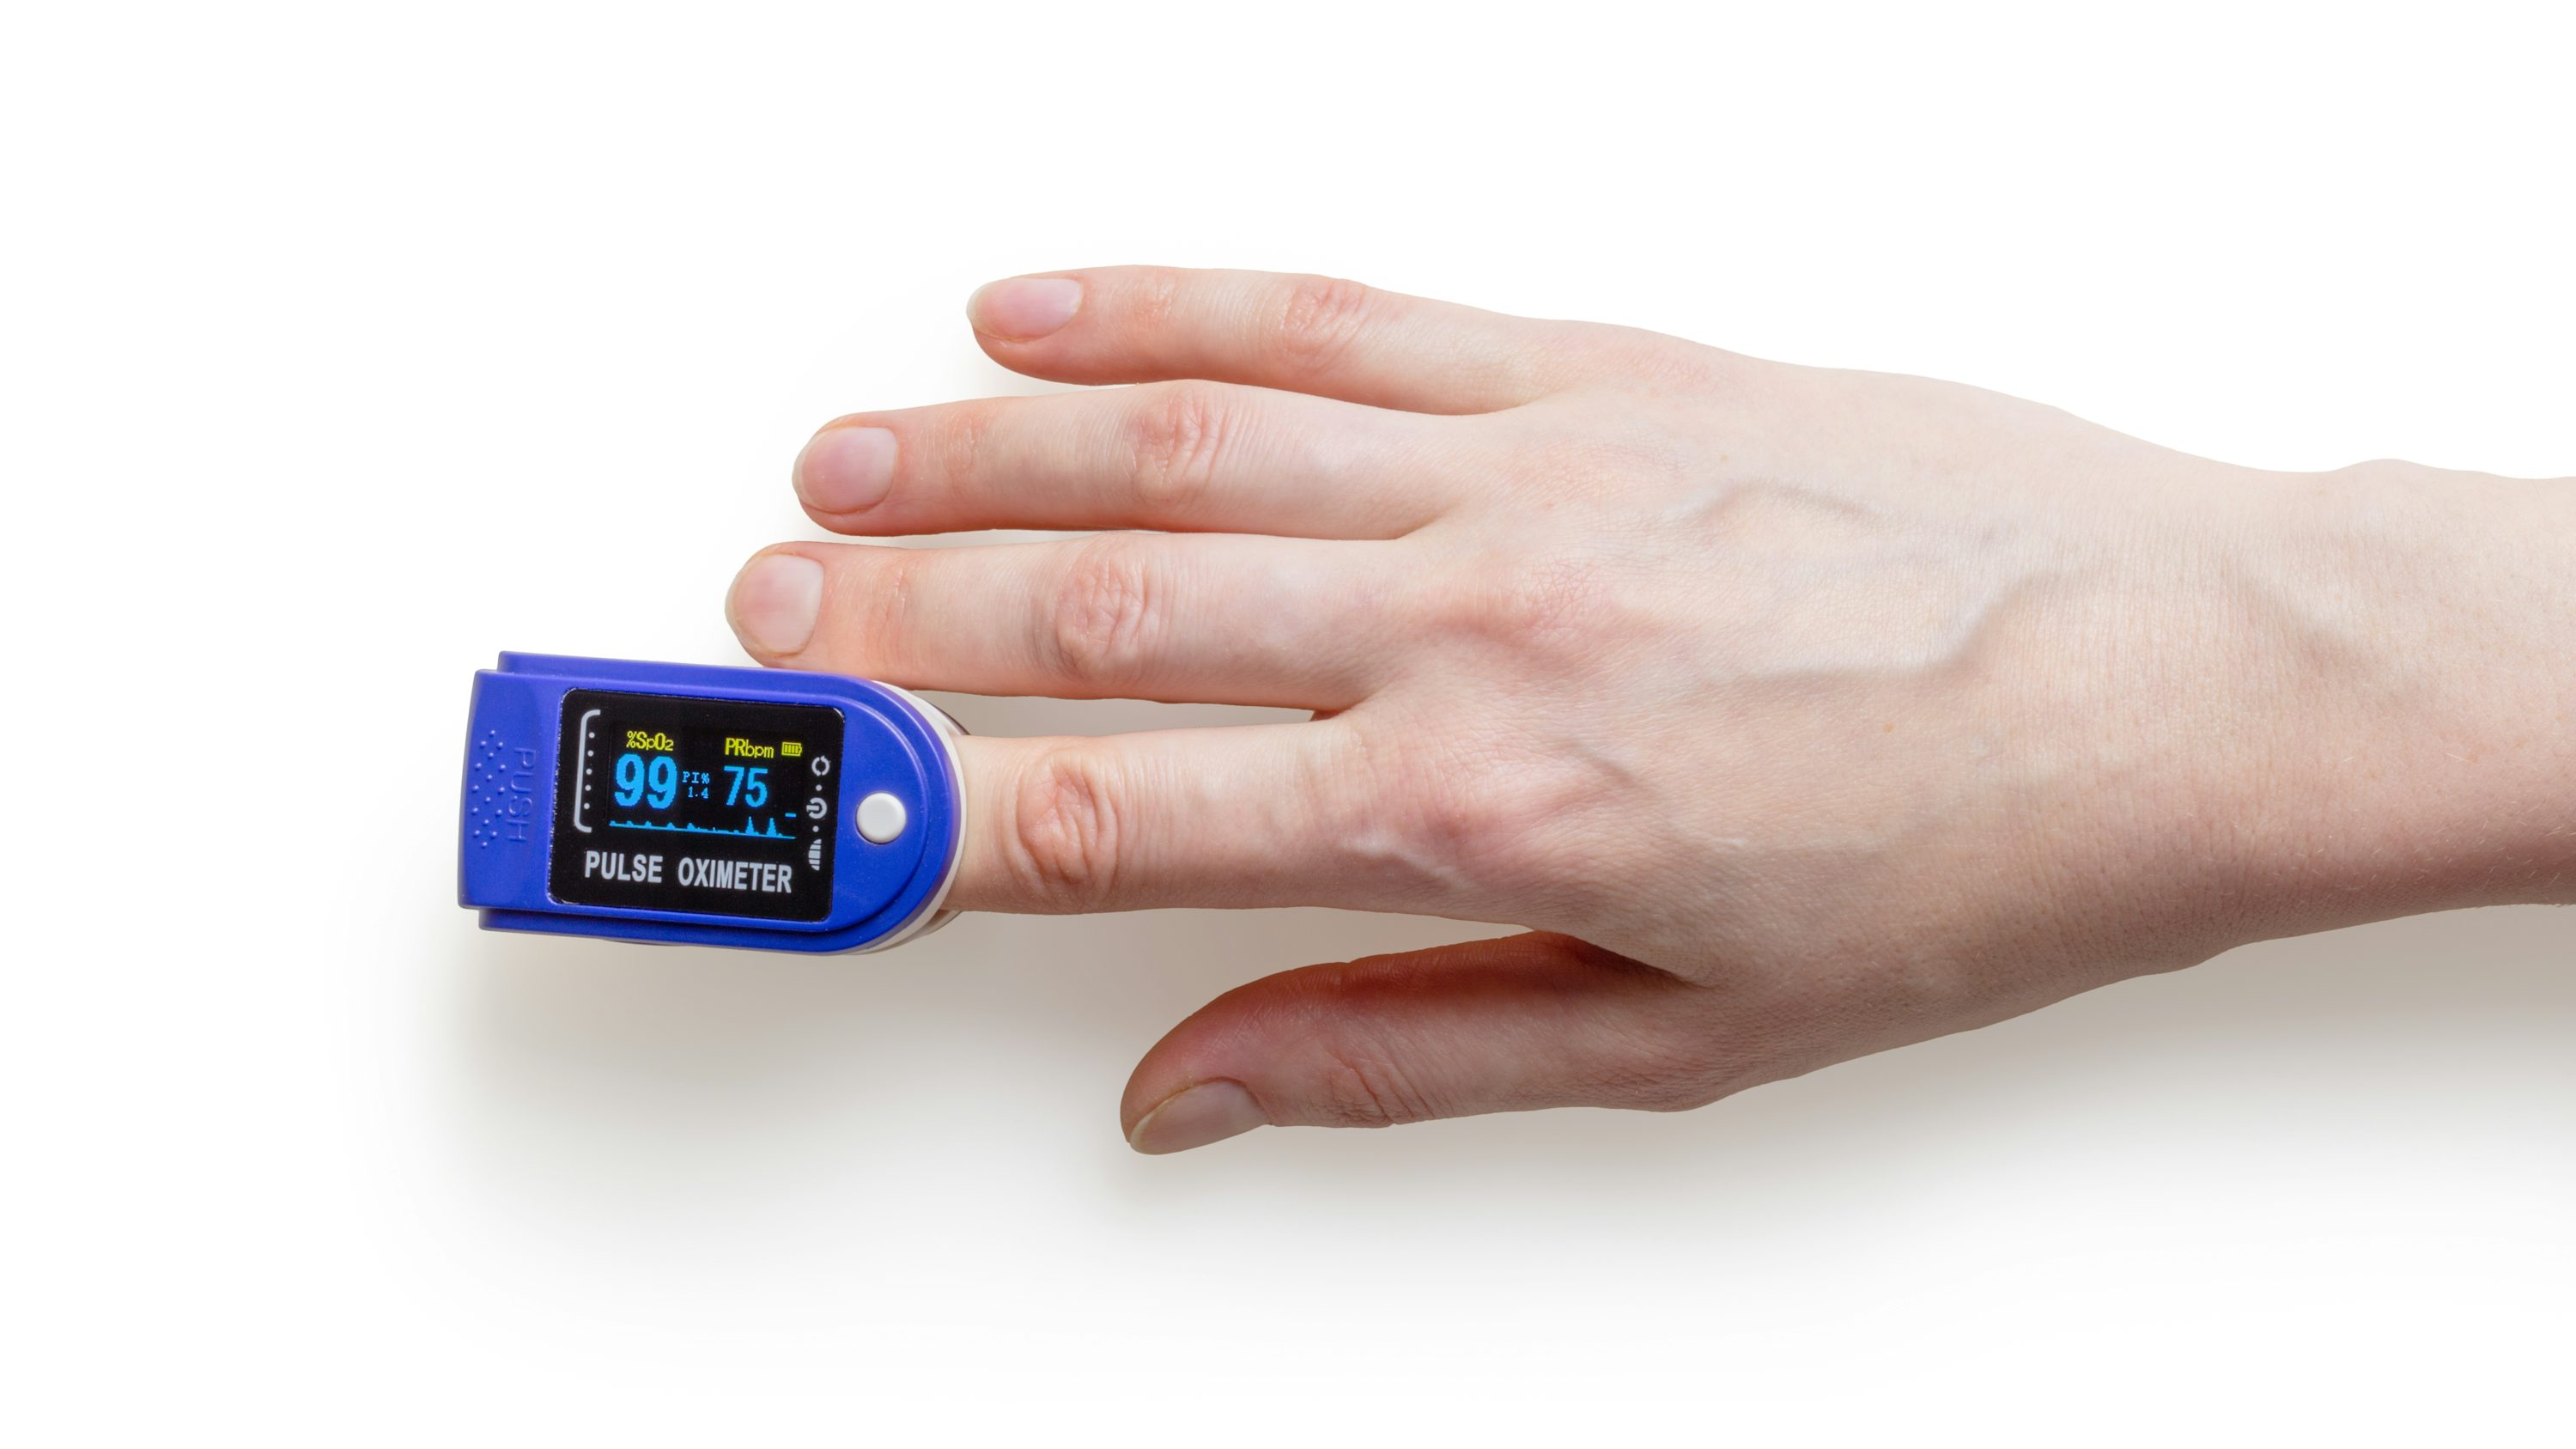 %SpO₂ PRbpm
99 PI% 75
1.4
PULSE OXIMETER
PUSH